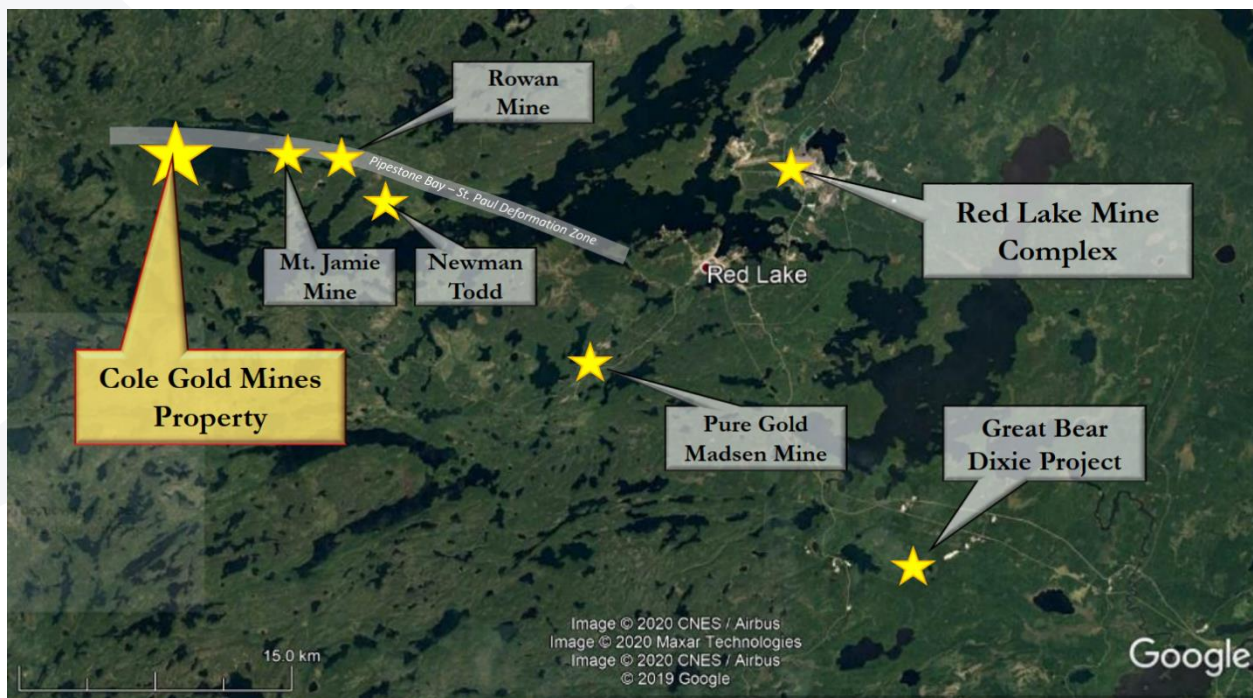 Rowan
Mine
Pipestone Bay – St. Paul Deformation Zone
Red Lake Mine
Complex
Mt. Jamie
Mine
Newman
Todd
Red Lake
Cole Gold Mines
Property
Pure Gold
Madsen Mine
Great Bear
Dixie Project
Image © 2020 CNES / Airbus
Image © 2020 Maxar Technologies
Image © 2020 CNES / Airbus
© 2019 Google
15.0 km
Google